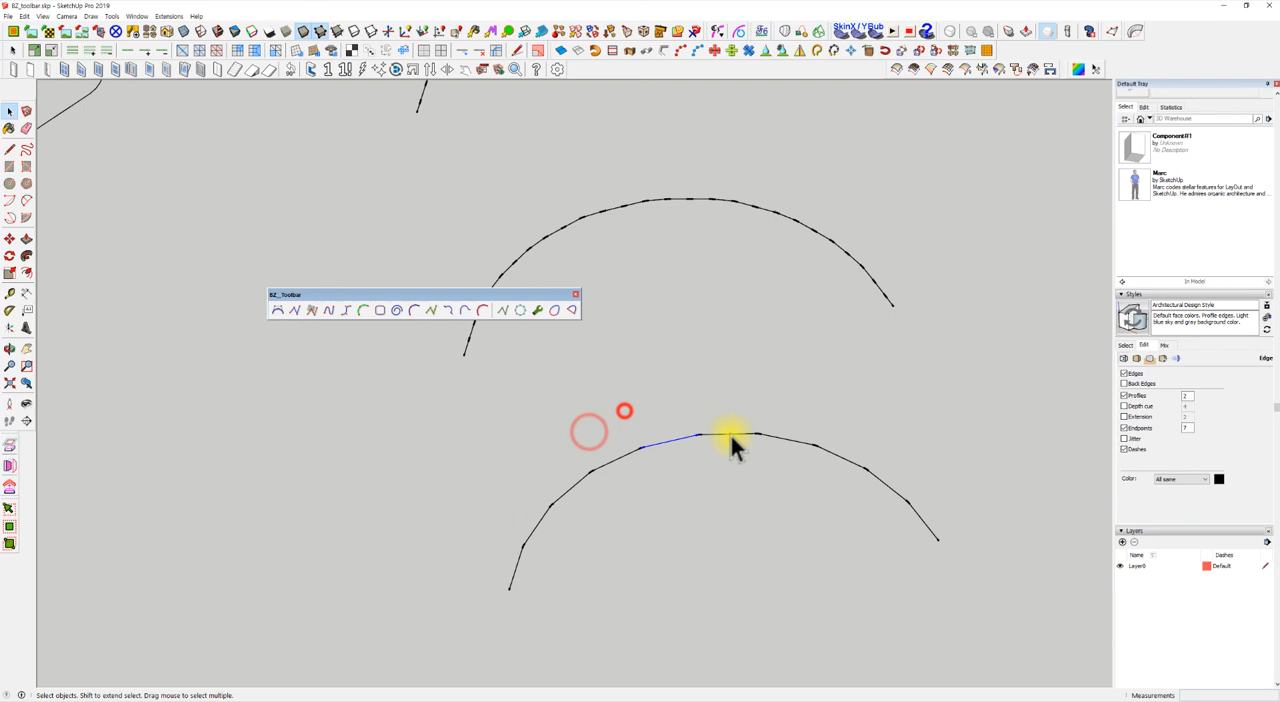 BZ_toolbar.skp - SketchUp Pro 2019
File Edit View Camera Draw Tools Window Extensions Help
SkinX/YBub
BZ__Toolbar
Default Tray
Select Edit Statistics
3D Warehouse
Component#1
by Unknown
No Description
Marc
by SketchUp
Marc codes stellar features for LayOut and
SketchUp. He admires organic architecture and
In Model
Styles
Architectural Design Style
Default face colors. Profile edges. Light
blue sky and gray background color.
Select Edit Mix
Edge
Edges
Back Edges
Profiles 2
Depth cue 4
Extension 2
Endpoints 7
Jitter
Dashes
Color: All same
Layers
Name Dashes
Layer0 Default
Select objects. Shift to extend select. Drag mouse to select multiple.
Measurements